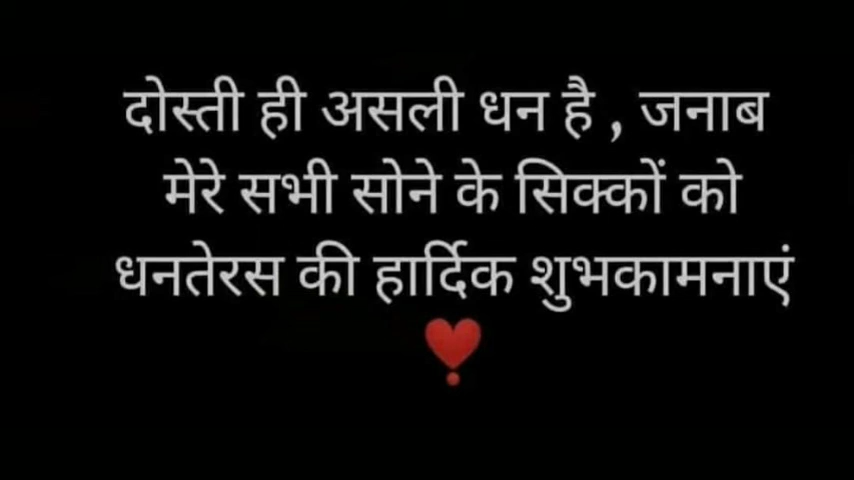 दोस्ती ही असली धन है , जनाब
मेरे सभी सोने के सिक्कों को
धनतेरस की हार्दिक शुभकामनाएं
❣️